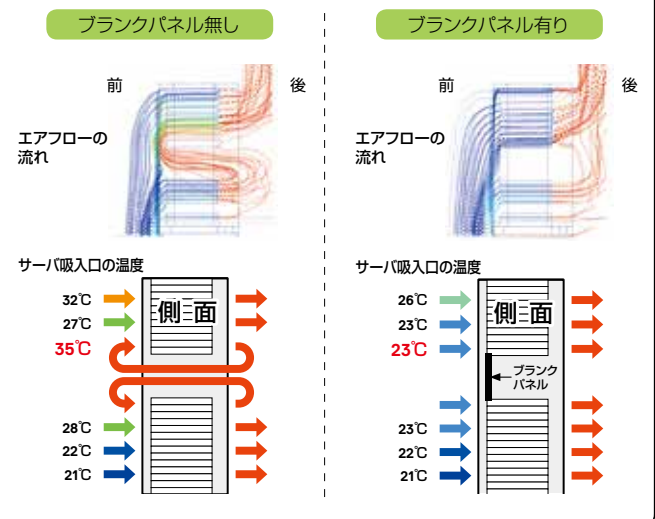 ブランクパネル無し
前
後
エアフローの
流れ
サーバ吸入口の温度
32℃
27℃
35℃
28℃
22℃
21℃
側面
ブランクパネル有り
前
後
エアフローの
流れ
サーバ吸入口の温度
26℃
23℃
23℃
23℃
22℃
21℃
側面
ブランク
パネル